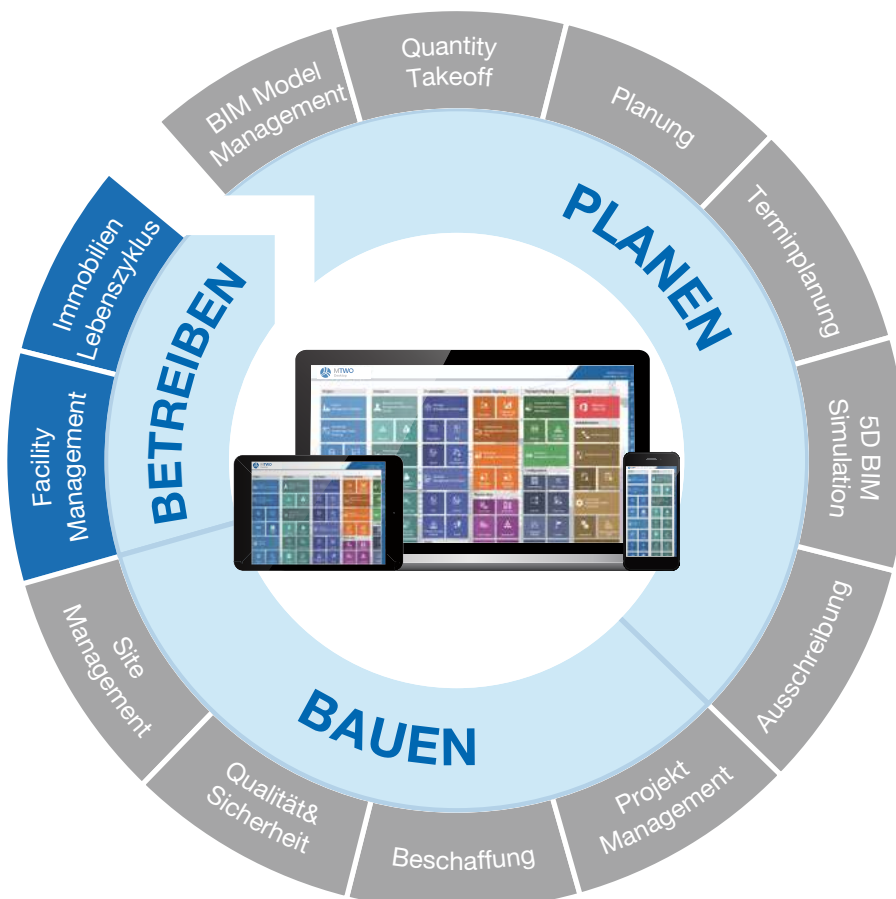 BIM Model
Management
Quantity
Takeoff
Planung
Terminplanung
5D BIM
Simulation
Ausschreibung
Projekt
Management
Beschaffung
Qualität&
Sicherheit
Site
Management
Facility
Management
Immobilien
Lebenszyklus
PLANEN
BAUEN
BETREIBEN
MTWO